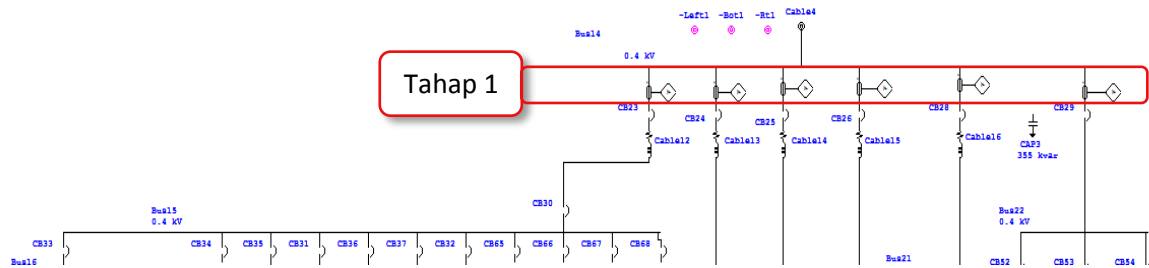 -Left1 -Bot1 -Rt1 Cable4
Bus14
0.4 kV
Tahap 1
CB23 CB24 CB25 CB26 CB28 CB29
Cable12 Cable13 Cable14 Cable15 Cable16
CAP3
355 kvar
CB30
Bus15
0.4 kV
Bus22
0.4 kV
CB33 CB34 CB35 CB31 CB36 CB37 CB32 CB65 CB66 CB67 CB68
Bus16 Bus21 CB52 CB53 CB54